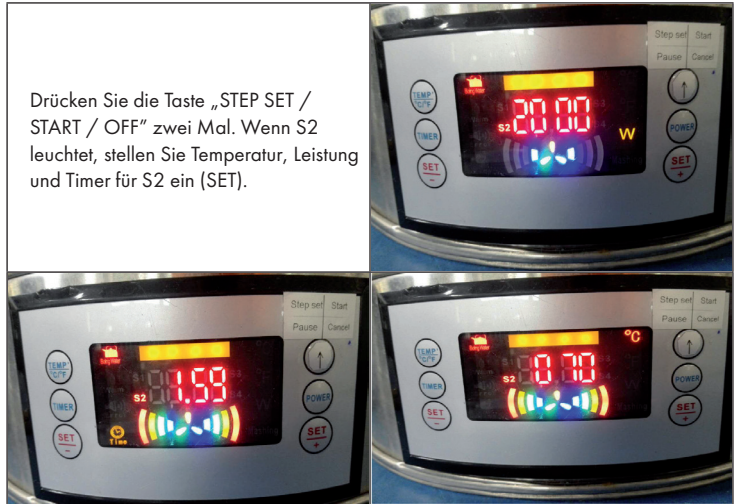 Drücken Sie die Taste „STEP SET /
START / OFF” zwei Mal. Wenn S2
leuchtet, stellen Sie Temperatur, Leistung
und Timer für S2 ein (SET).
Step set Start
Pause Cancel
TEMP
°C/°F
TIMER
SET
−
S2 20 00
W
↑
POWER
SET
+
Step set Start
Pause Cancel
TEMP
°C/°F
TIMER
SET
−
S1
S2 1.59
Time
↑
POWER
SET
+
Step set Start
Pause Cancel
TEMP
°C/°F
TIMER
SET
−
°C
S2 070
↑
POWER
SET
+